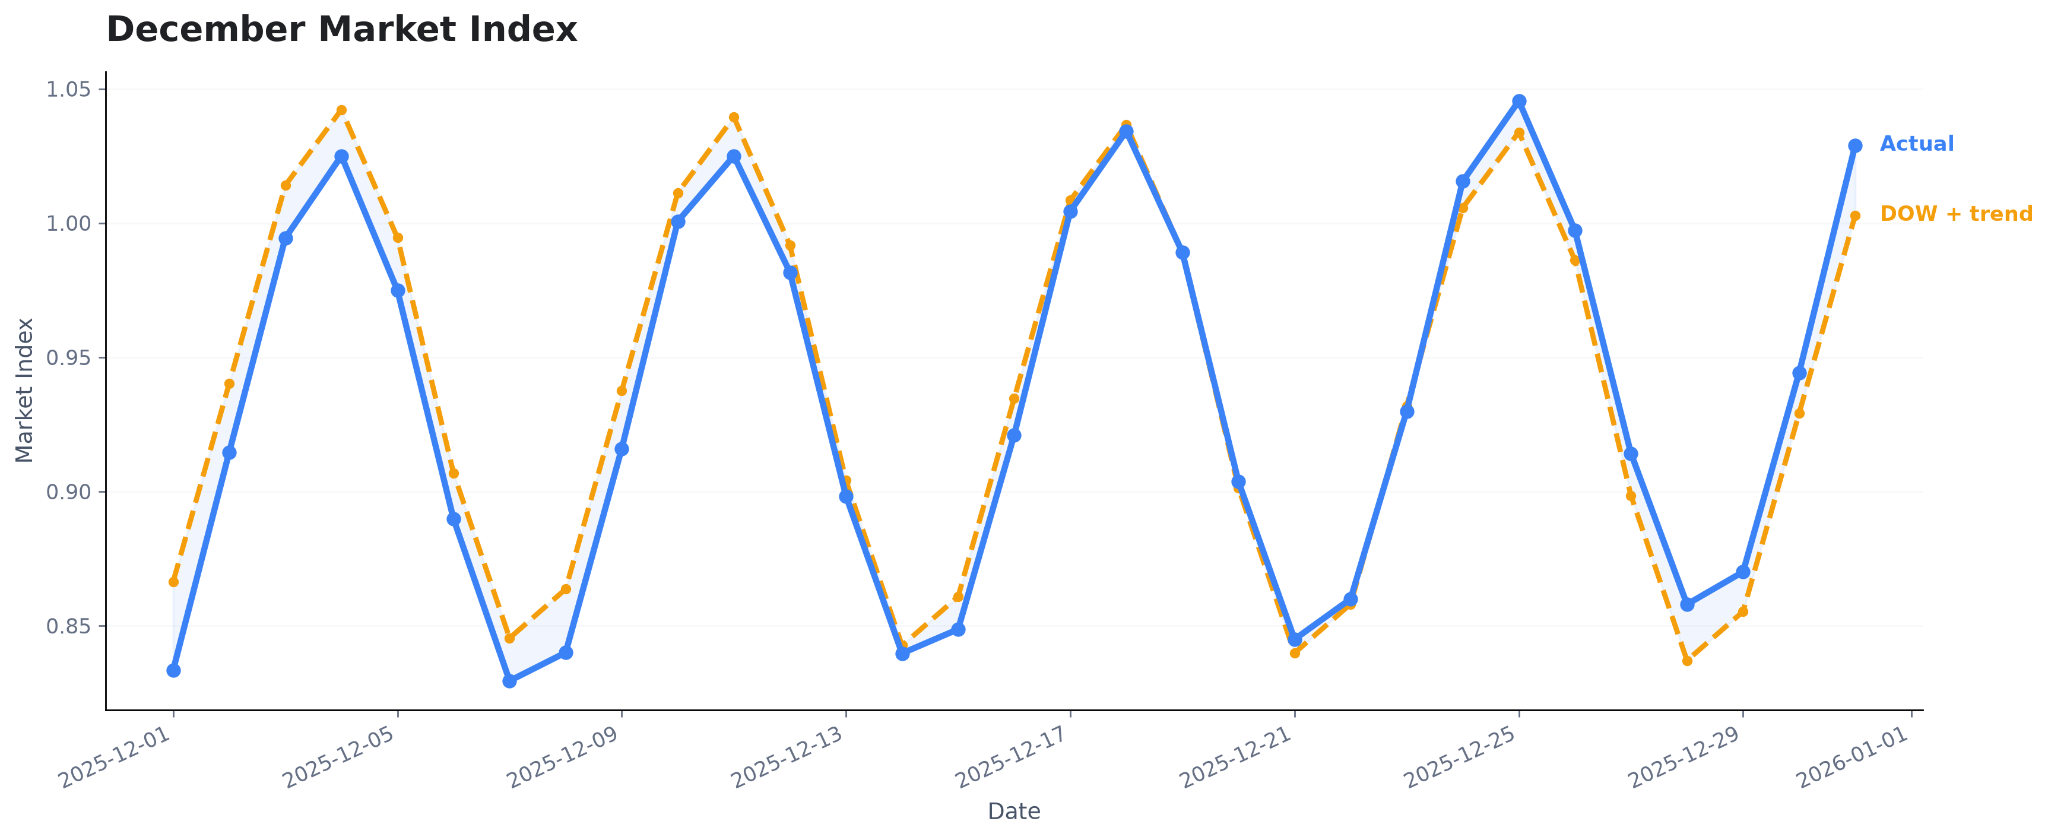 December Market Index
Market Index
1.05
1.00
0.95
0.90
0.85
Actual
DOW + trend
2025-12-01
2025-12-05
2025-12-09
2025-12-13
2025-12-17
2025-12-21
2025-12-25
2025-12-29
2026-01-01
Date